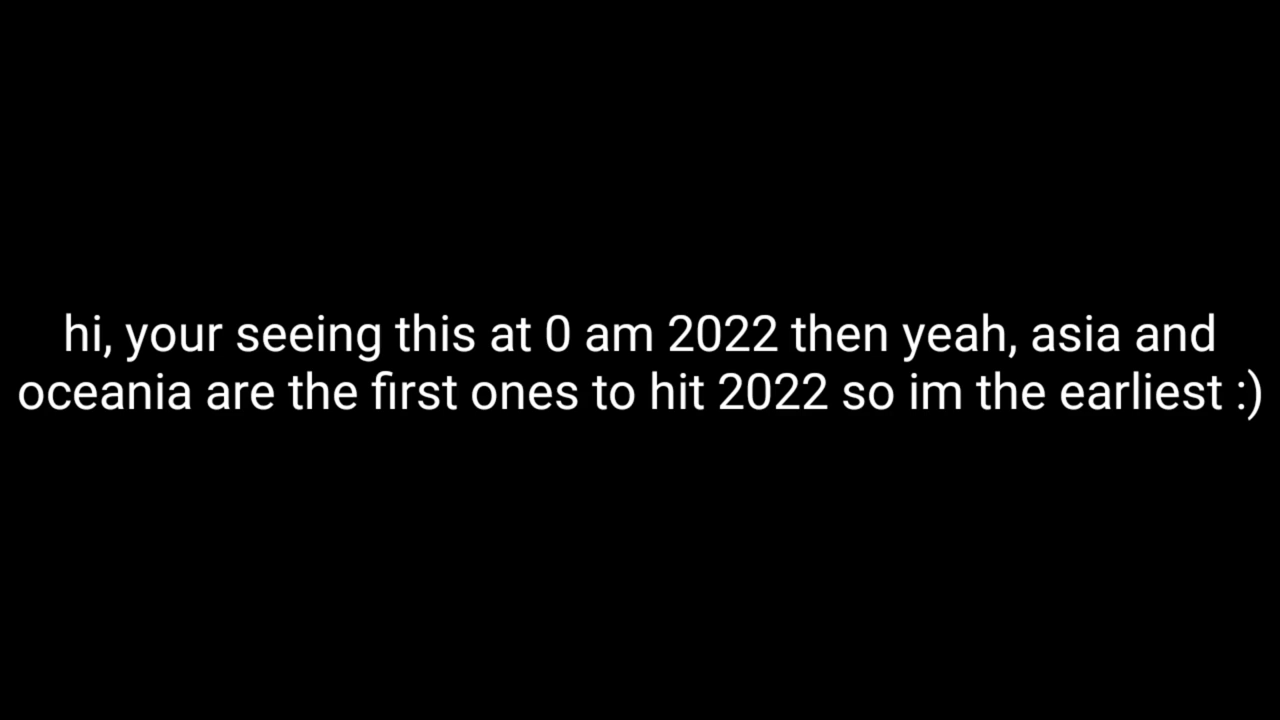 hi, your seeing this at 0 am 2022 then yeah, asia and
oceania are the first ones to hit 2022 so im the earliest :)